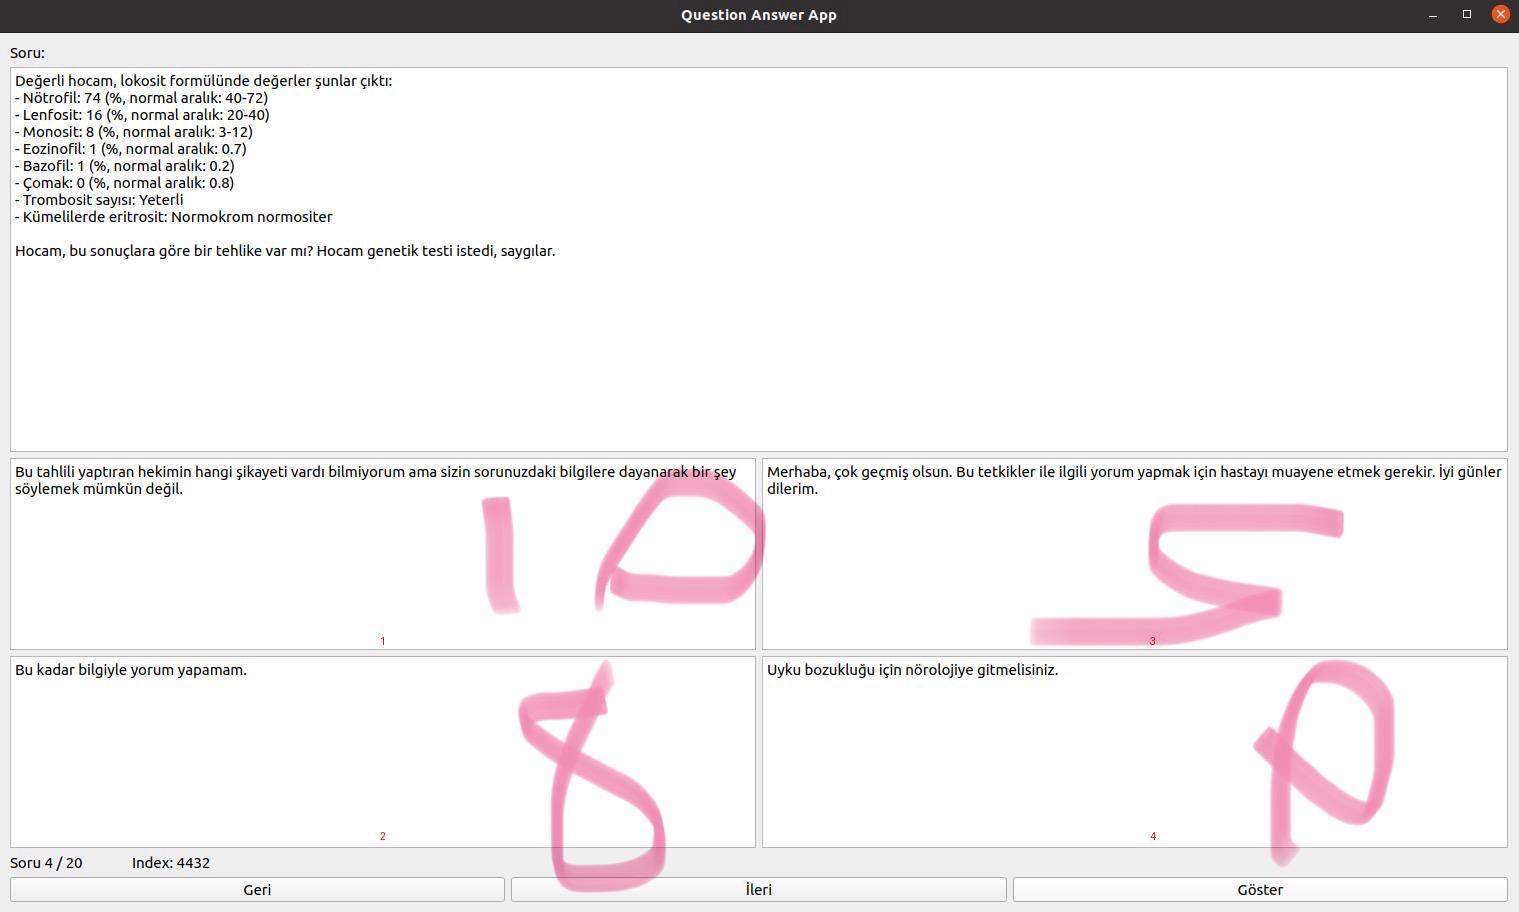 Question Answer App
Soru:
Değerli hocam, lokosit formülünde değerler şunlar çıktı:
- Nötrofil: 74 (%, normal aralık: 40-72)
- Lenfosit: 16 (%, normal aralık: 20-40)
- Monosit: 8 (%, normal aralık: 3-12)
- Eozinofil: 1 (%, normal aralık: 0.7)
- Bazofil: 1 (%, normal aralık: 0.2)
- Çomak: 0 (%, normal aralık: 0.8)
- Trombosit sayısı: Yeterli
- Kümelilerde eritrosit: Normokrom normositer
Hocam, bu sonuçlara göre bir tehlike var mı? Hocam genetik testi istedi, saygılar.
Bu tahlili yaptıran hekimin hangi şikayeti vardı bilmiyorum ama sizin sorunuzdaki bilgilere dayanarak bir şey
söylemek mümkün değil.
10
1
Merhaba, çok geçmiş olsun. Bu tetkikler ile ilgili yorum yapmak için hastayı muayene etmek gerekir. İyi günler
dilerim.
5
3
Bu kadar bilgiyle yorum yapamam.
8
2
Uyku bozukluğu için nörolojiye gitmelisiniz.
4
Soru 4 / 20 Index: 4432
Geri İleri Göster